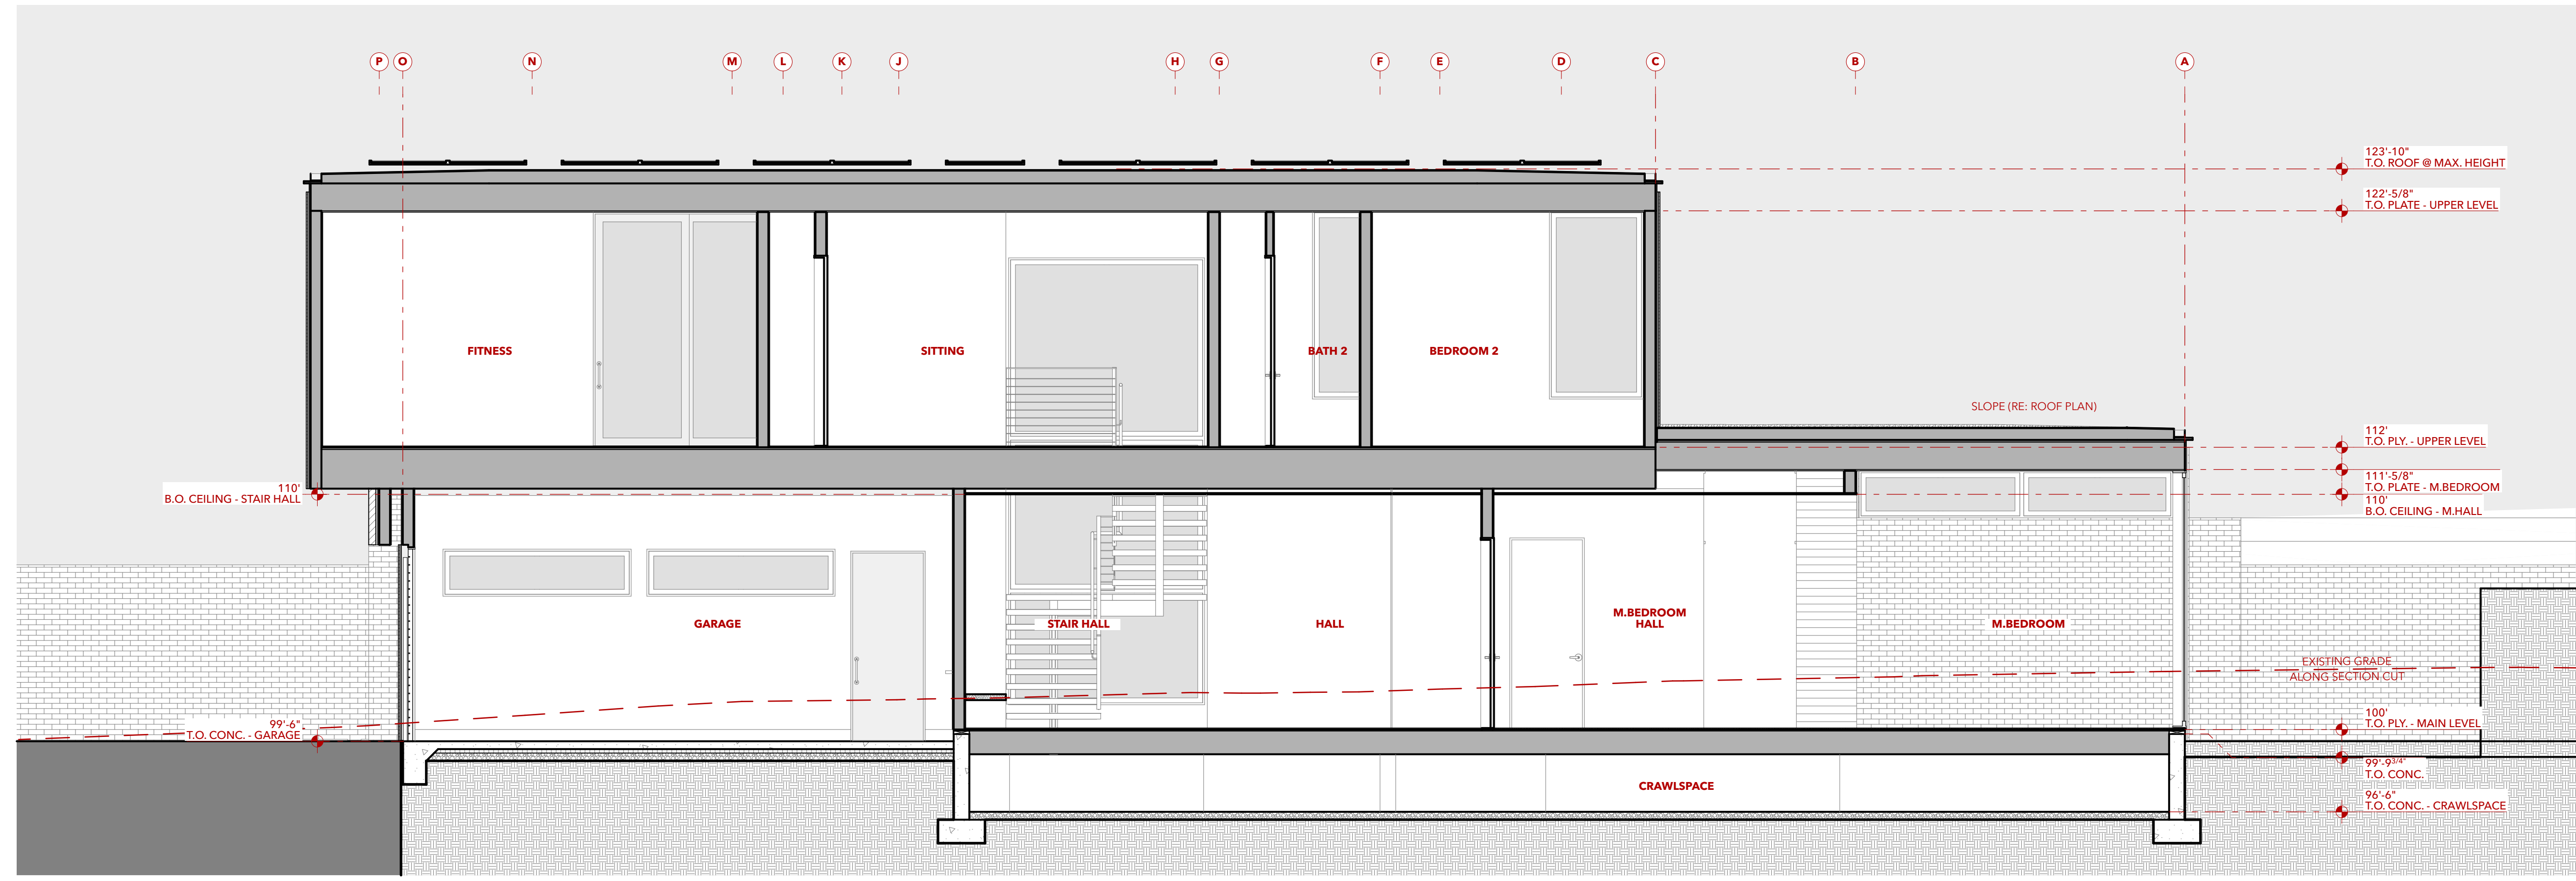 P O N M L K J H G F E D C B A
123'-10"
T.O. ROOF @ MAX. HEIGHT
122'-5/8"
T.O. PLATE - UPPER LEVEL
FITNESS
SITTING
BATH 2
BEDROOM 2
SLOPE (RE: ROOF PLAN)
112'
T.O. PLY. - UPPER LEVEL
111'-5/8"
T.O. PLATE - M.BEDROOM
110'
B.O. CEILING - M.HALL
110'
B.O. CEILING - STAIR HALL
GARAGE
STAIR HALL
HALL
M.BEDROOM
HALL
M.BEDROOM
EXISTING GRADE
ALONG SECTION CUT
99'-6"
T.O. CONC. - GARAGE
100'
T.O. PLY. - MAIN LEVEL
99'-9 3/4"
T.O. CONC.
CRAWLSPACE
96'-6"
T.O. CONC. - CRAWLSPACE